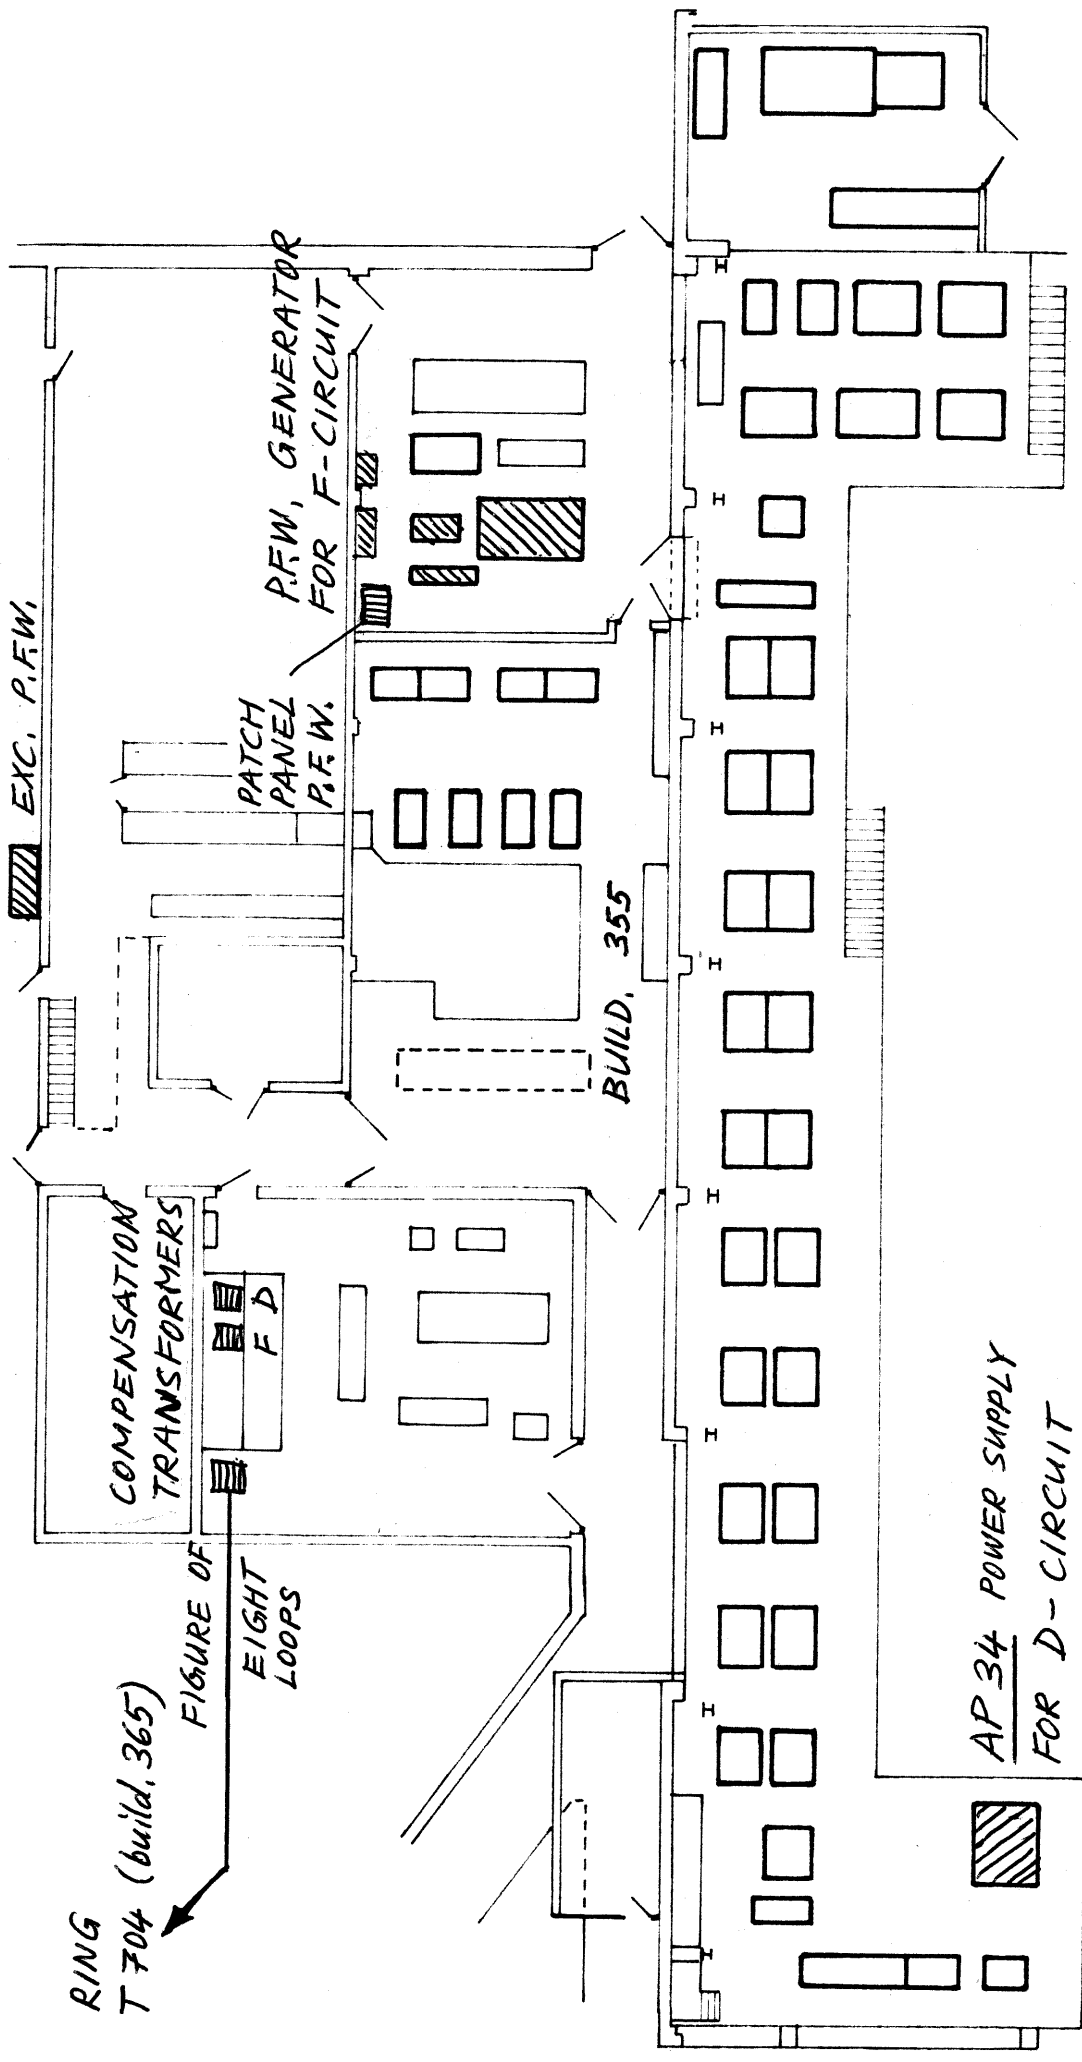 RING
T 704 (build. 365)
FIGURE OF
EIGHT
LOOPS
COMPENSATION
TRANSFORMERS
F D
EXC. P.F.W.
PATCH
PANEL
P.F.W.
P.F.W. GENERATOR
FOR F-CIRCUIT
BUILD. 355
H
H
H
H
H
H
H
H
AP 34 POWER SUPPLY
FOR D-CIRCUIT